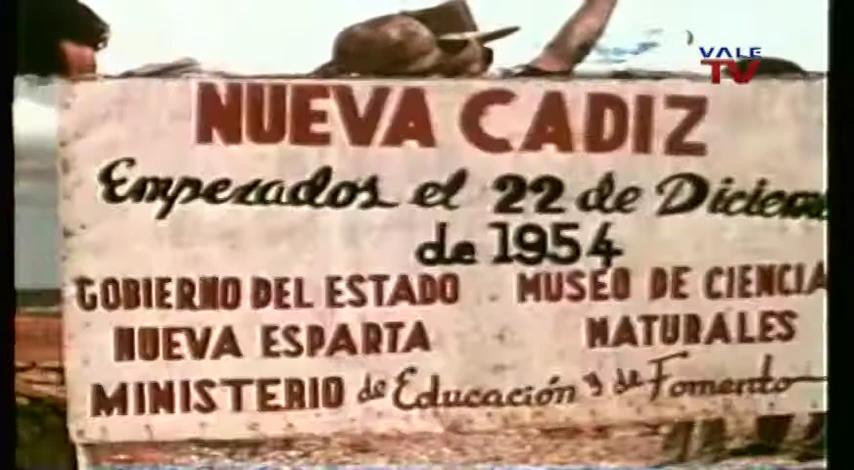 VALE
TV
NUEVA CADIZ
Empezados el 22 de Diciem
de 1954
GOBIERNO DEL ESTADO
NUEVA ESPARTA
MUSEO DE CIENCIA
NATURALES
MINISTERIO de Educación y de Fomento